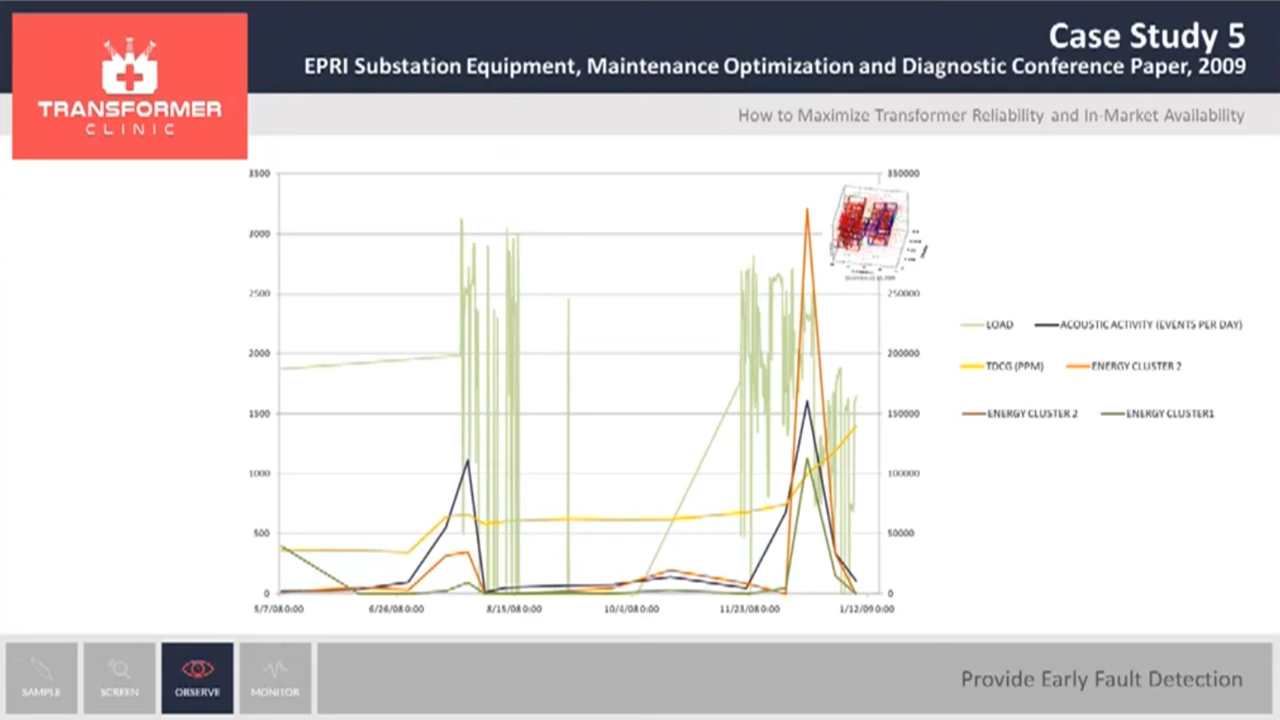 Case Study 5
EPRI Substation Equipment, Maintenance Optimization and Diagnostic Conference Paper, 2009
TRANSFORMER
CLINIC
How to Maximize Transformer Reliability and In-Market Availability
3500
3000
2500
2000
1500
1000
500
0
350000
250000
200000
150000
100000
50000
0
5/7/08 0:00
6/26/08 0:00
8/15/08 0:00
10/4/08 0:00
11/23/08 0:00
1/12/09 0:00
LOAD
ACOUSTIC ACTIVITY (EVENTS PER DAY)
TDCG (PPM)
ENERGY CLUSTER 2
ENERGY CLUSTER 2
ENERGY CLUSTER1
SAMPLE
SCREEN
OBSERVE
MONITOR
Provide Early Fault Detection